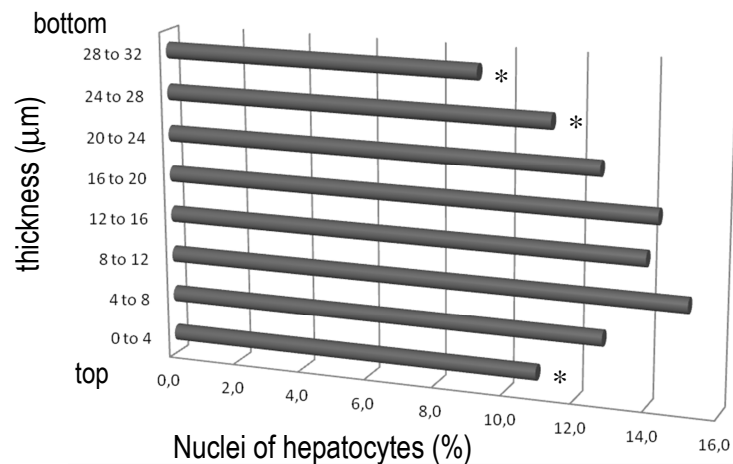 bottom
28 to 32
*
24 to 28
*
20 to 24
16 to 20
12 to 16
8 to 12
4 to 8
0 to 4
*
top
thickness (μm)
0,0
2,0
4,0
6,0
8,0
10,0
12,0
14,0
16,0
Nuclei of hepatocytes (%)